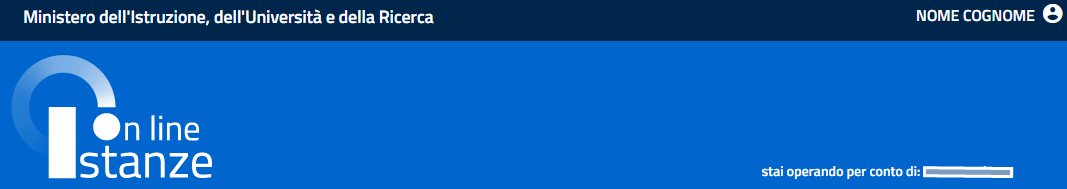 Ministero dell'Istruzione, dell'Università e della Ricerca
NOME COGNOME
on line
Istanze
stai operando per conto di: